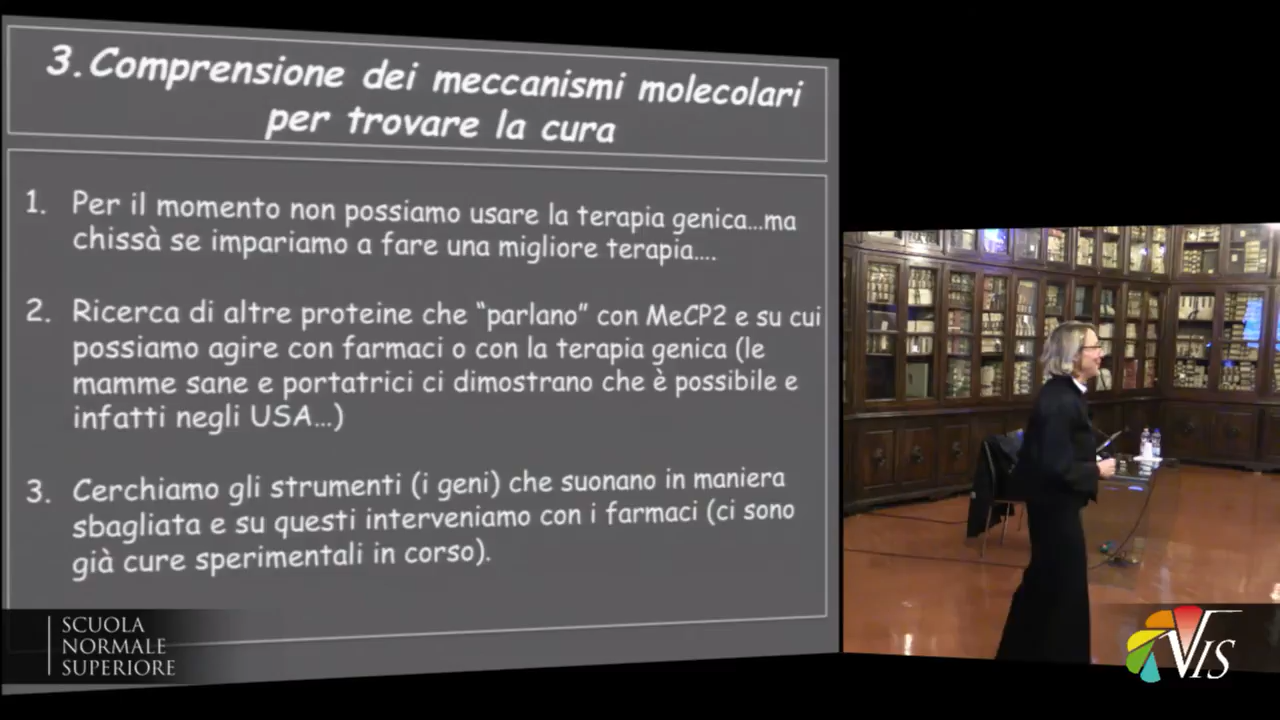 3. Comprensione dei meccanismi molecolari
per trovare la cura
1. Per il momento non possiamo usare la terapia genica...ma
chissà se impariamo a fare una migliore terapia....
2. Ricerca di altre proteine che “parlano” con MeCP2 e su cui
possiamo agire con farmaci o con la terapia genica (le
mamme sane e portatrici ci dimostrano che è possibile e
infatti negli USA...)
3. Cerchiamo gli strumenti (i geni) che suonano in maniera
sbagliata e su questi interveniamo con i farmaci (ci sono
già cure sperimentali in corso).
SCUOLA
NORMALE
SUPERIORE
VIS